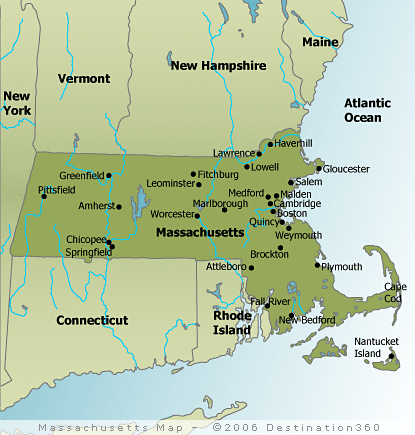 Maine
New Hampshire
Vermont
New
York
Atlantic
Ocean
Haverhill
Lawrence
Lowell
Gloucester
Greenfield
Fitchburg
Leominster
Salem
Pittsfield
Medford
Malden
Amherst
Marlborough
Cambridge
Worcester
Boston
Quincy
Massachusetts
Weymouth
Chicopee
Springfield
Brockton
Attleboro
Plymouth
Cape
Cod
Fall River
Connecticut
Rhode
Island
New Bedford
Nantucket
Island
Massachusetts Map ©2006 Destination360